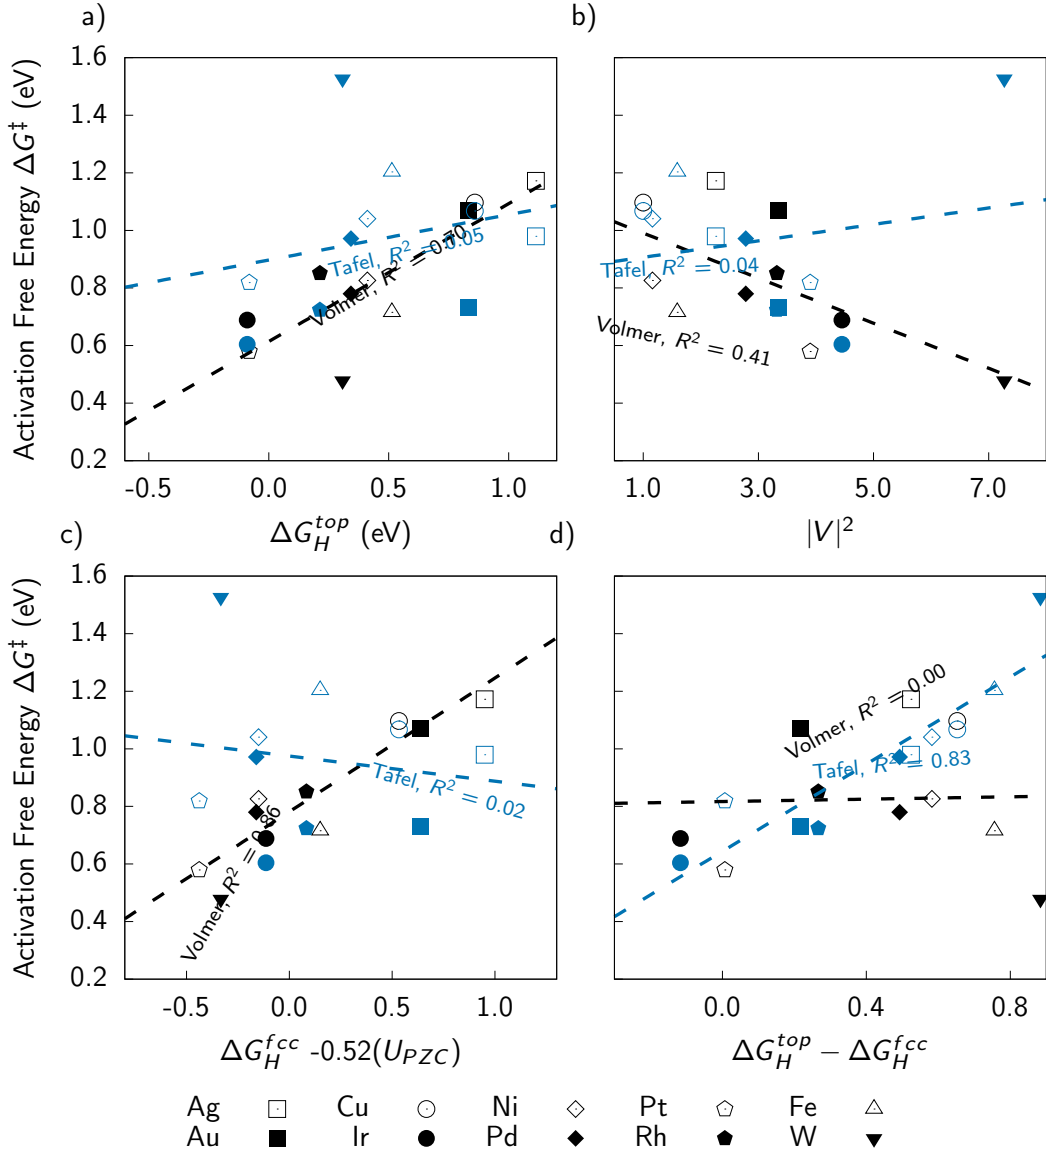 a)
b)
Activation Free Energy ΔG‡ (eV)
1.6
1.4
1.2
1.0
0.8
0.6
0.4
0.2
Tafel, R² = 0.05
Volmer, R² = 0.70
-0.5 0.0 0.5 1.0
ΔG_H^top (eV)
Tafel, R² = 0.04
Volmer, R² = 0.41
1.0 3.0 5.0 7.0
|V|²
c)
d)
Activation Free Energy ΔG‡ (eV)
1.6
1.4
1.2
1.0
0.8
0.6
0.4
0.2
Tafel, R² = 0.02
Volmer, R² = 0.86
-0.5 0.0 0.5 1.0
ΔG_H^fcc -0.52(U_PZC)
Volmer, R² = 0.00
Tafel, R² = 0.83
0.0 0.4 0.8
ΔG_H^top − ΔG_H^fcc
Ag Cu Ni Pt Fe
Au Ir Pd Rh W